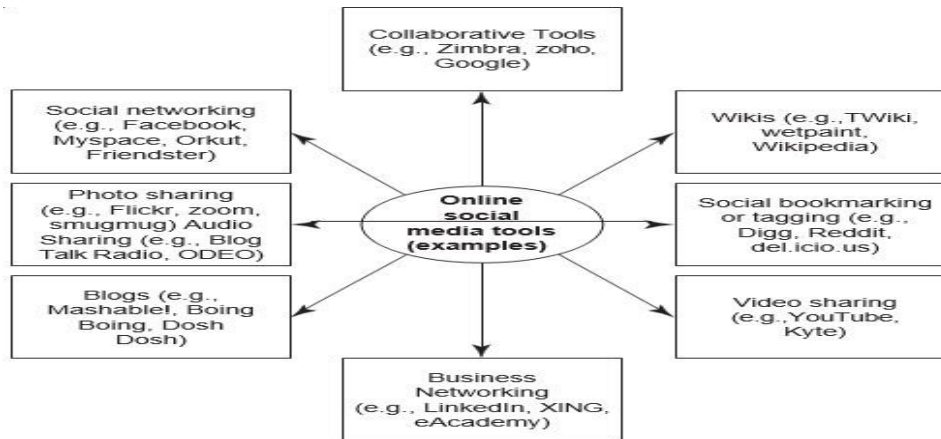 Collaborative Tools
(e.g., Zimbra, zoho,
Google)
Social networking
(e.g., Facebook,
Myspace, Orkut,
Friendster)
Wikis (e.g.,TWiki,
wetpaint,
Wikipedia)
Photo sharing
(e.g., Flickr, zoom,
smugmug) Audio
Sharing (e.g., Blog
Talk Radio, ODEO)
Online
social
media tools
(examples)
Social bookmarking
or tagging (e.g.,
Digg, Reddit,
del.icio.us)
Blogs (e.g.,
Mashable!, Boing
Boing, Dosh
Dosh)
Video sharing
(e.g.,YouTube,
Kyte)
Business
Networking
(e.g., LinkedIn, XING,
eAcademy)